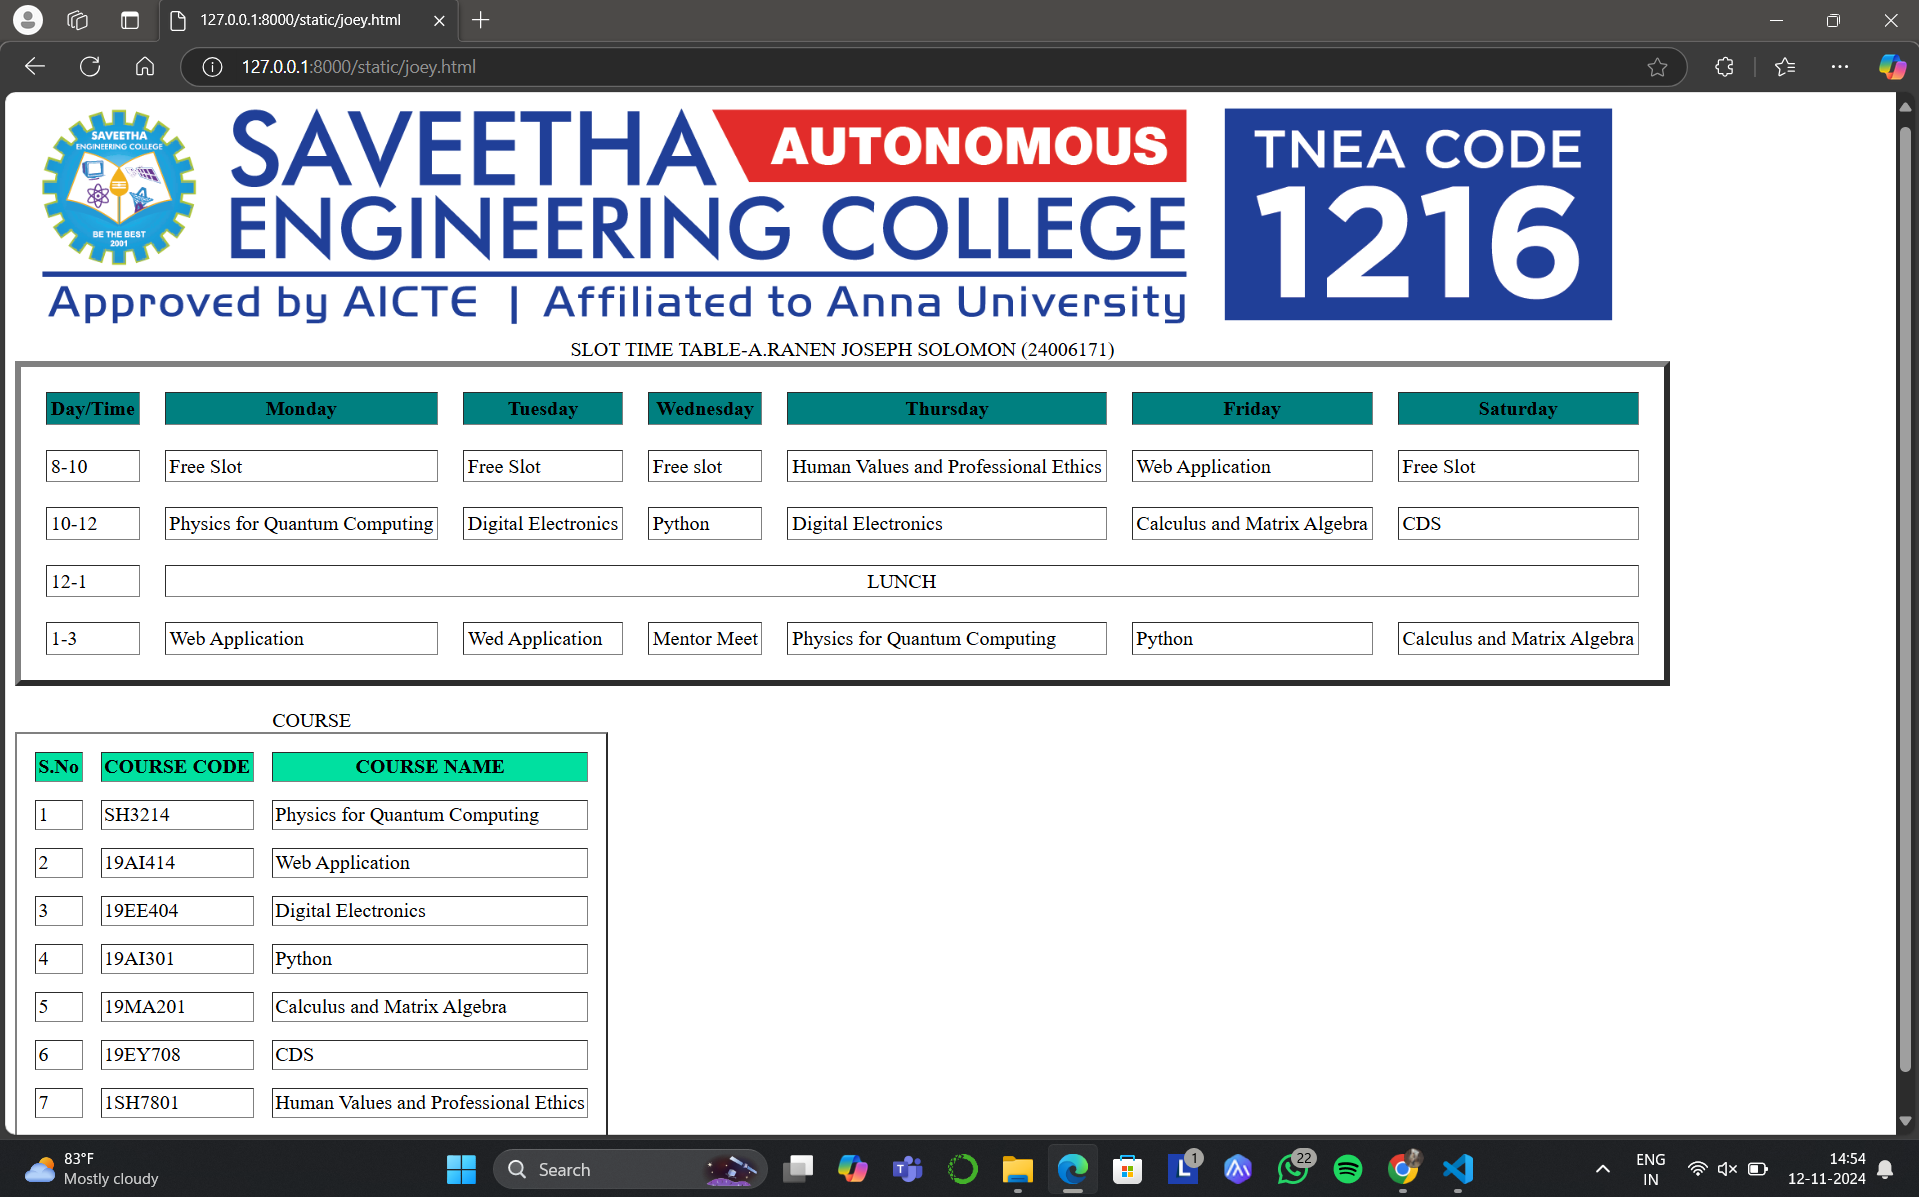 127.0.0.1:8000/static/joey.html
127.0.0.1:8000/static/joey.html
SAVEETHA
ENGINEERING COLLEGE
BE THE BEST
2001
SAVEETHA AUTONOMOUS
ENGINEERING COLLEGE
Approved by AICTE | Affiliated to Anna University
TNEA CODE
1216
SLOT TIME TABLE-A.RANEN JOSEPH SOLOMON (24006171)
Day/Time Monday Tuesday Wednesday Thursday Friday Saturday
8-10 Free Slot Free Slot Free slot Human Values and Professional Ethics Web Application Free Slot
10-12 Physics for Quantum Computing Digital Electronics Python Digital Electronics Calculus and Matrix Algebra CDS
12-1 LUNCH
1-3 Web Application Wed Application Mentor Meet Physics for Quantum Computing Python Calculus and Matrix Algebra
COURSE
S.No COURSE CODE COURSE NAME
1 SH3214 Physics for Quantum Computing
2 19AI414 Web Application
3 19EE404 Digital Electronics
4 19AI301 Python
5 19MA201 Calculus and Matrix Algebra
6 19EY708 CDS
7 1SH7801 Human Values and Professional Ethics
83°F
Mostly cloudy
Search
L 1
22
ENG
IN
14:54
12-11-2024